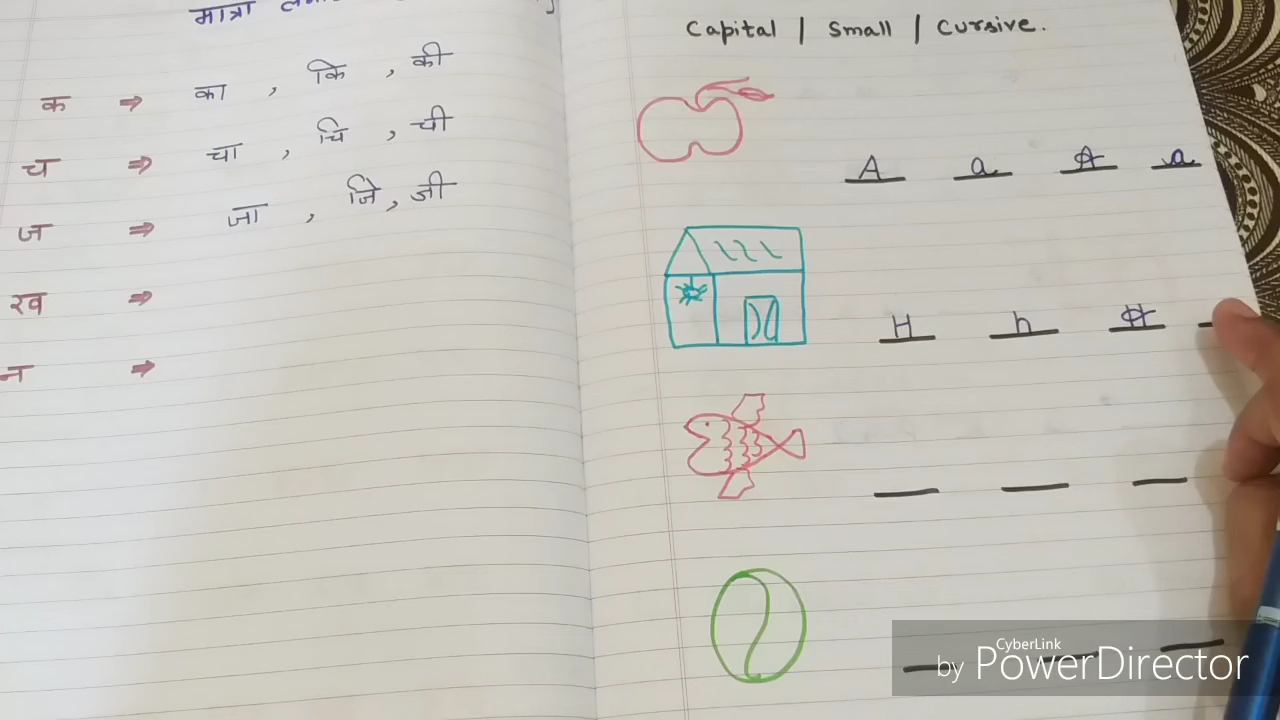 मात्रा
क ⇒ का , कि , की
च ⇒ चा , चि , ची
ज ⇒ जा , जि , जी
ख ⇒
न ⇒
Capital | Small | Cursive.
A a A a
H h H
CyberLink
by PowerDirector